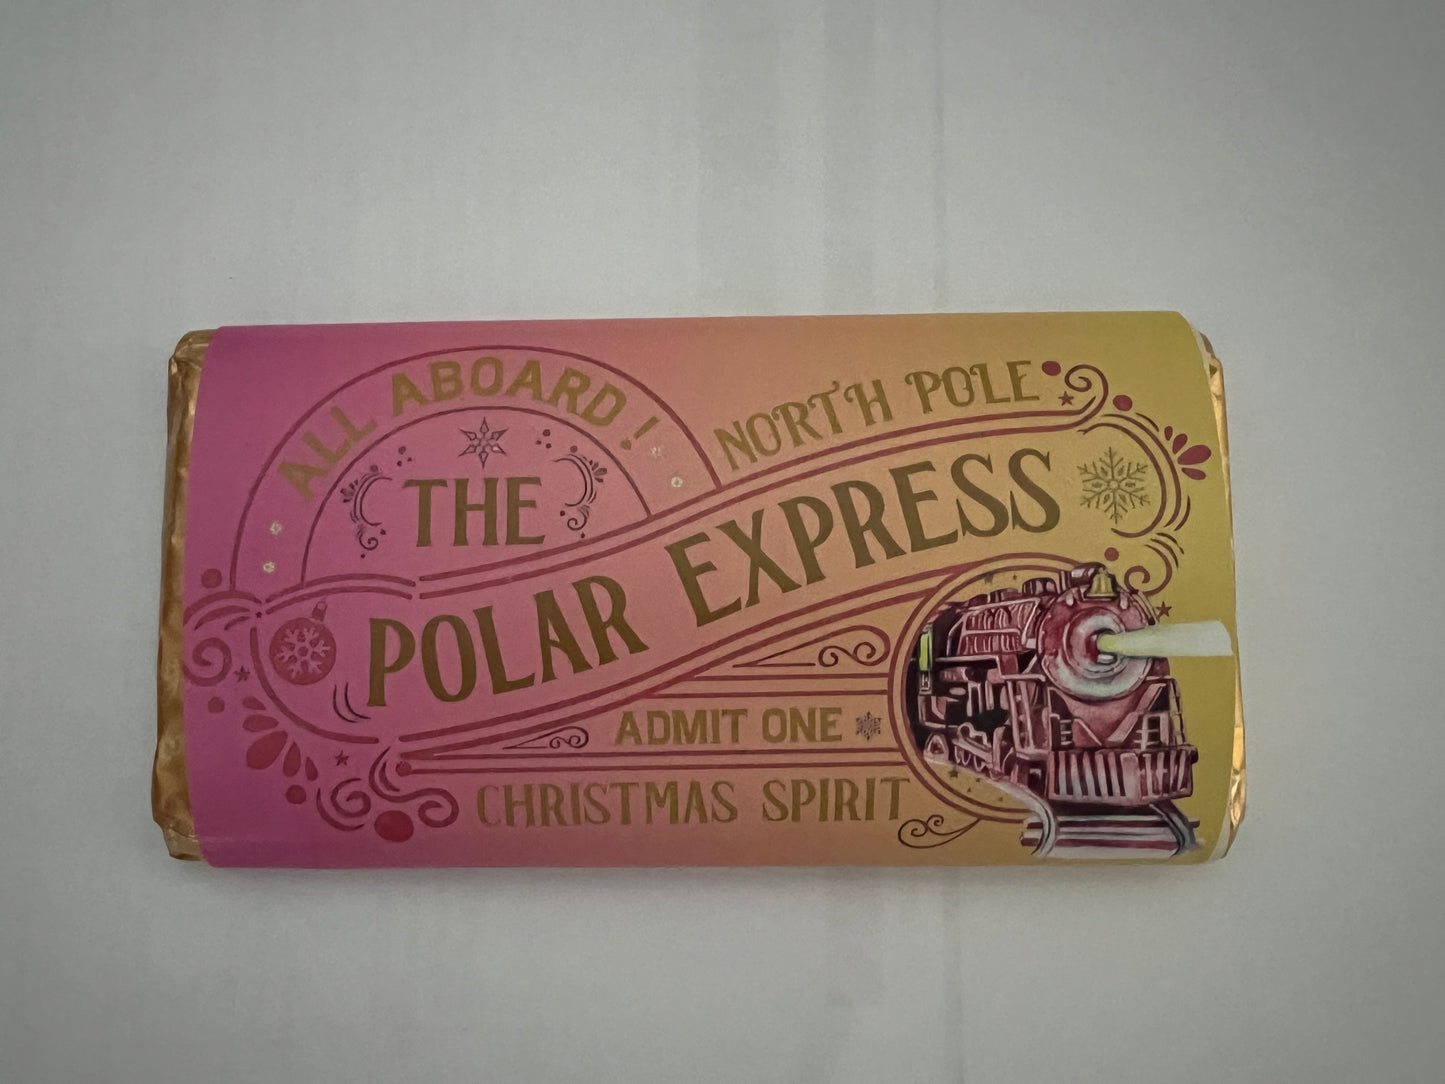 ALL ABOARD!
NORTH POLE
THE
POLAR EXPRESS
ADMIT ONE
CHRISTMAS SPIRIT